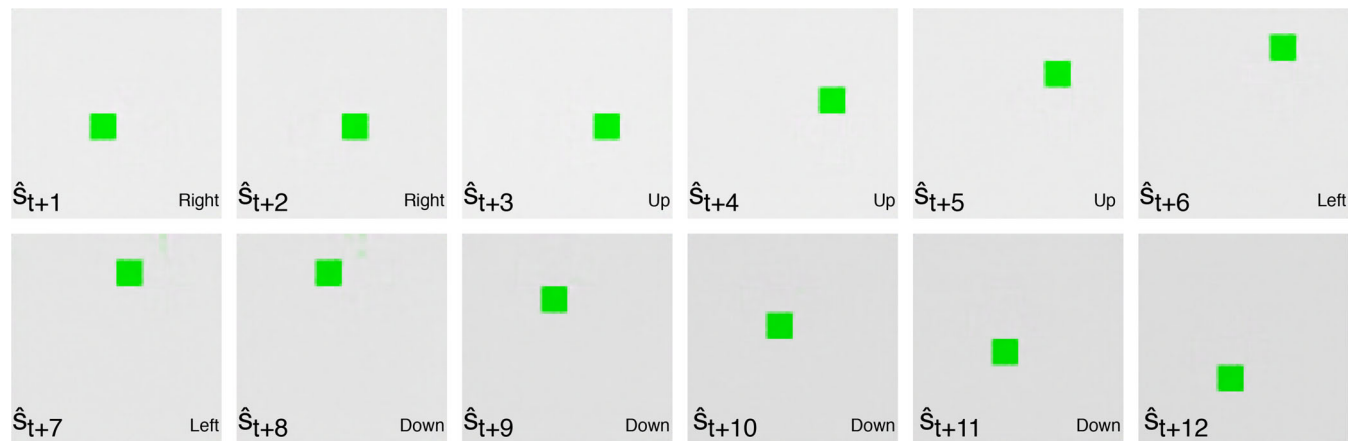 ŝt+1 Right
ŝt+2 Right
ŝt+3 Up
ŝt+4 Up
ŝt+5 Up
ŝt+6 Left
ŝt+7 Left
ŝt+8 Down
ŝt+9 Down
ŝt+10 Down
ŝt+11 Down
ŝt+12